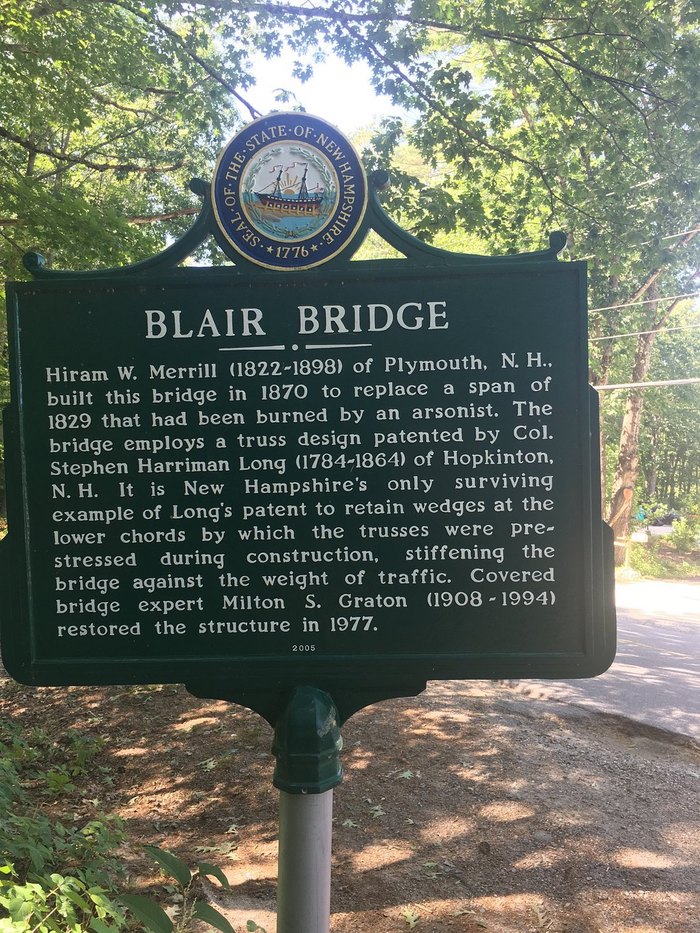 ·SEAL·OF·THE·STATE·OF·NEW HAMPSHIRE·
★1776★
BLAIR BRIDGE
Hiram W. Merrill (1822-1898) of Plymouth, N. H.,
built this bridge in 1870 to replace a span of
1829 that had been burned by an arsonist. The
bridge employs a truss design patented by Col.
Stephen Harriman Long (1784-1864) of Hopkinton,
N. H. It is New Hampshire's only surviving
example of Long's patent to retain wedges at the
lower chords by which the trusses were pre-
stressed during construction, stiffening the
bridge against the weight of traffic. Covered
bridge expert Milton S. Graton (1908-1994)
restored the structure in 1977.
2005